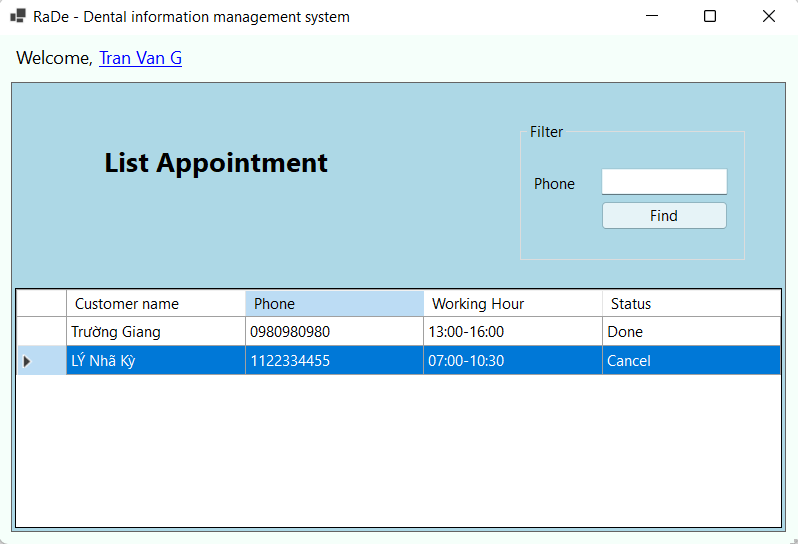 RaDe - Dental information management system
Welcome, Tran Van G
List Appointment
Filter
Phone
Find
Customer name Phone Working Hour Status
Trường Giang 0980980980 13:00-16:00 Done
LÝ Nhã Kỳ 1122334455 07:00-10:30 Cancel